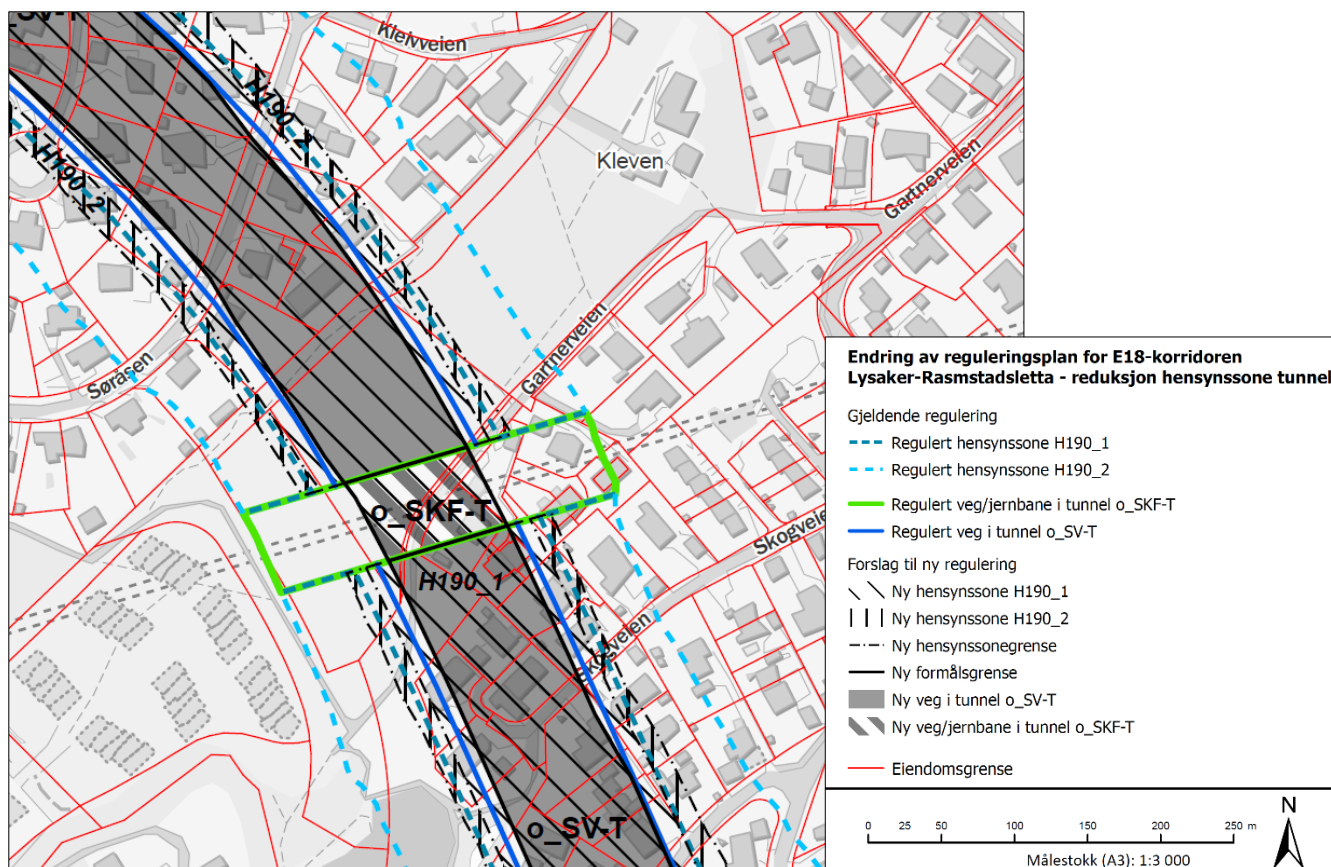 o_SV-T
Kleivveien
H190_2
H190_2
Kleven
Gartnerveien
Gartnerveien
Søråsen
o_SKF-T
Skogveien
H190_1
Skogveien
o_SV-T
Endring av reguleringsplan for E18-korridoren
Lysaker-Rasmstadsletta - reduksjon hensynssone tunnel
Gjeldende regulering
Regulert hensynssone H190_1
Regulert hensynssone H190_2
Regulert veg/jernbane i tunnel o_SKF-T
Regulert veg i tunnel o_SV-T
Forslag til ny regulering
Ny hensynssone H190_1
Ny hensynssone H190_2
Ny hensynssonegrense
Ny formålsgrense
Ny veg i tunnel o_SV-T
Ny veg/jernbane i tunnel o_SKF-T
Eiendomsgrense
0 25 50 100 150 200 250 m
Målestokk (A3): 1:3 000
N